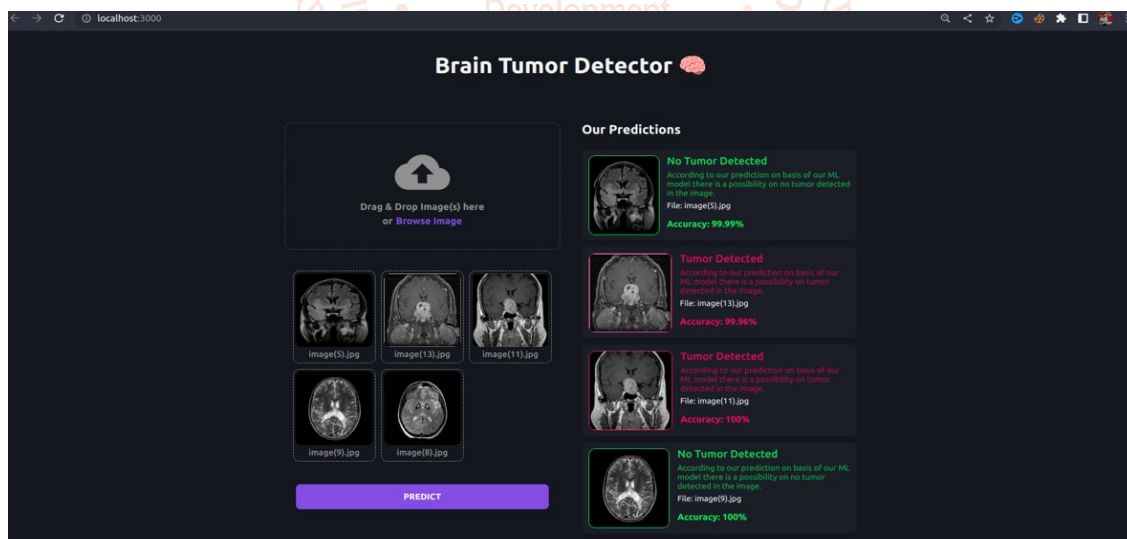 Development
localhost:3000
Brain Tumor Detector 🧠
Drag & Drop Image(s) here
or Browse Image
image(5).jpg
image(13).jpg
image(11).jpg
image(9).jpg
image(8).jpg
PREDICT
Our Predictions
No Tumor Detected
According to our prediction on basis of our ML
model there is a possibility on no tumor detected
in the image.
File: image(5).jpg
Accuracy: 99.99%
Tumor Detected
According to our prediction on basis of our
ML model there is a possibility on tumor
detected in the image.
File: image(13).jpg
Accuracy: 99.96%
Tumor Detected
According to our prediction on basis of our
ML model there is a possibility on tumor
detected in the image.
File: image(11).jpg
Accuracy: 100%
No Tumor Detected
According to our prediction on basis of our ML
model there is a possibility on no tumor
detected in the image.
File: image(9).jpg
Accuracy: 100%